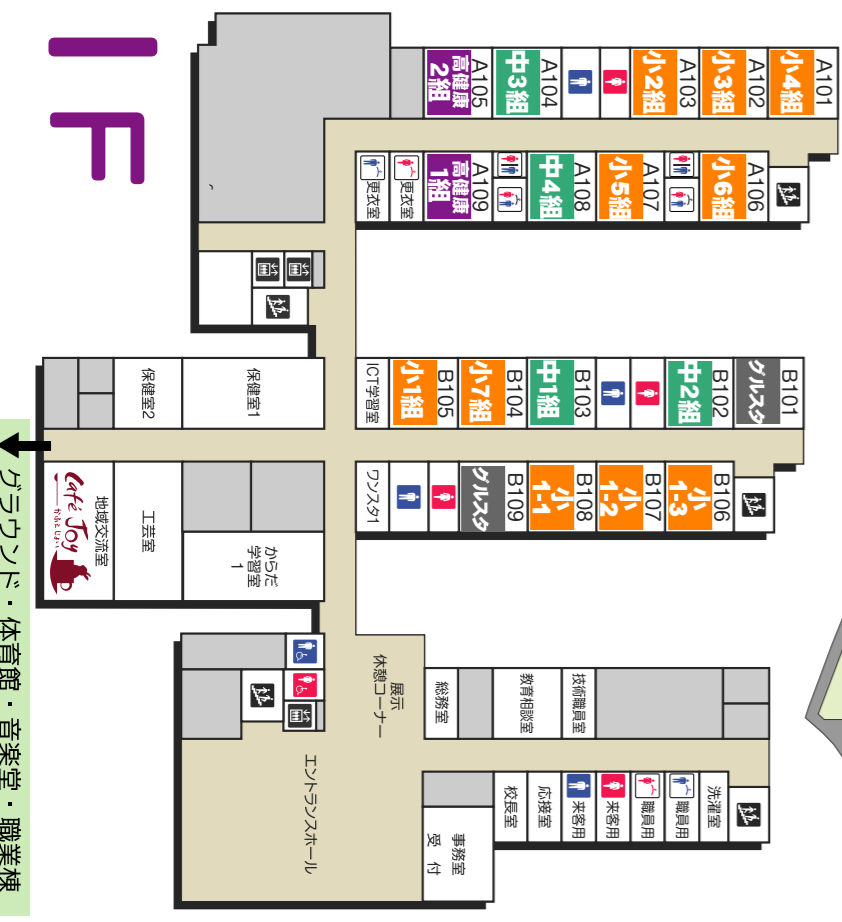 1F
A101
小4組
A102
小3組
A103
小2組
A104
中3組
A105
高健康
2組
A106
小6組
A107
小5組
A108
中4組
A109
高健康
1組
更衣室
更衣室
B101
グルスタ
B102
中2組
B103
中1組
B104
小7組
B105
小1組
ICT学習室
保健室1
保健室2
B106
小
1-3
B107
小
1-2
B108
小
1-1
B109
グルスタ
ワンスタ1
からだ
学習室
1
工芸室
地域交流室
Café Joy
かふぇじょい
技術職員室
教育相談室
総務室
展示
休憩コーナー
洗濯室
職員用
職員用
来客用
来客用
応接室
校長室
事務室
受付
エントランスホール
グラウンド・体育館・音楽堂・職業棟